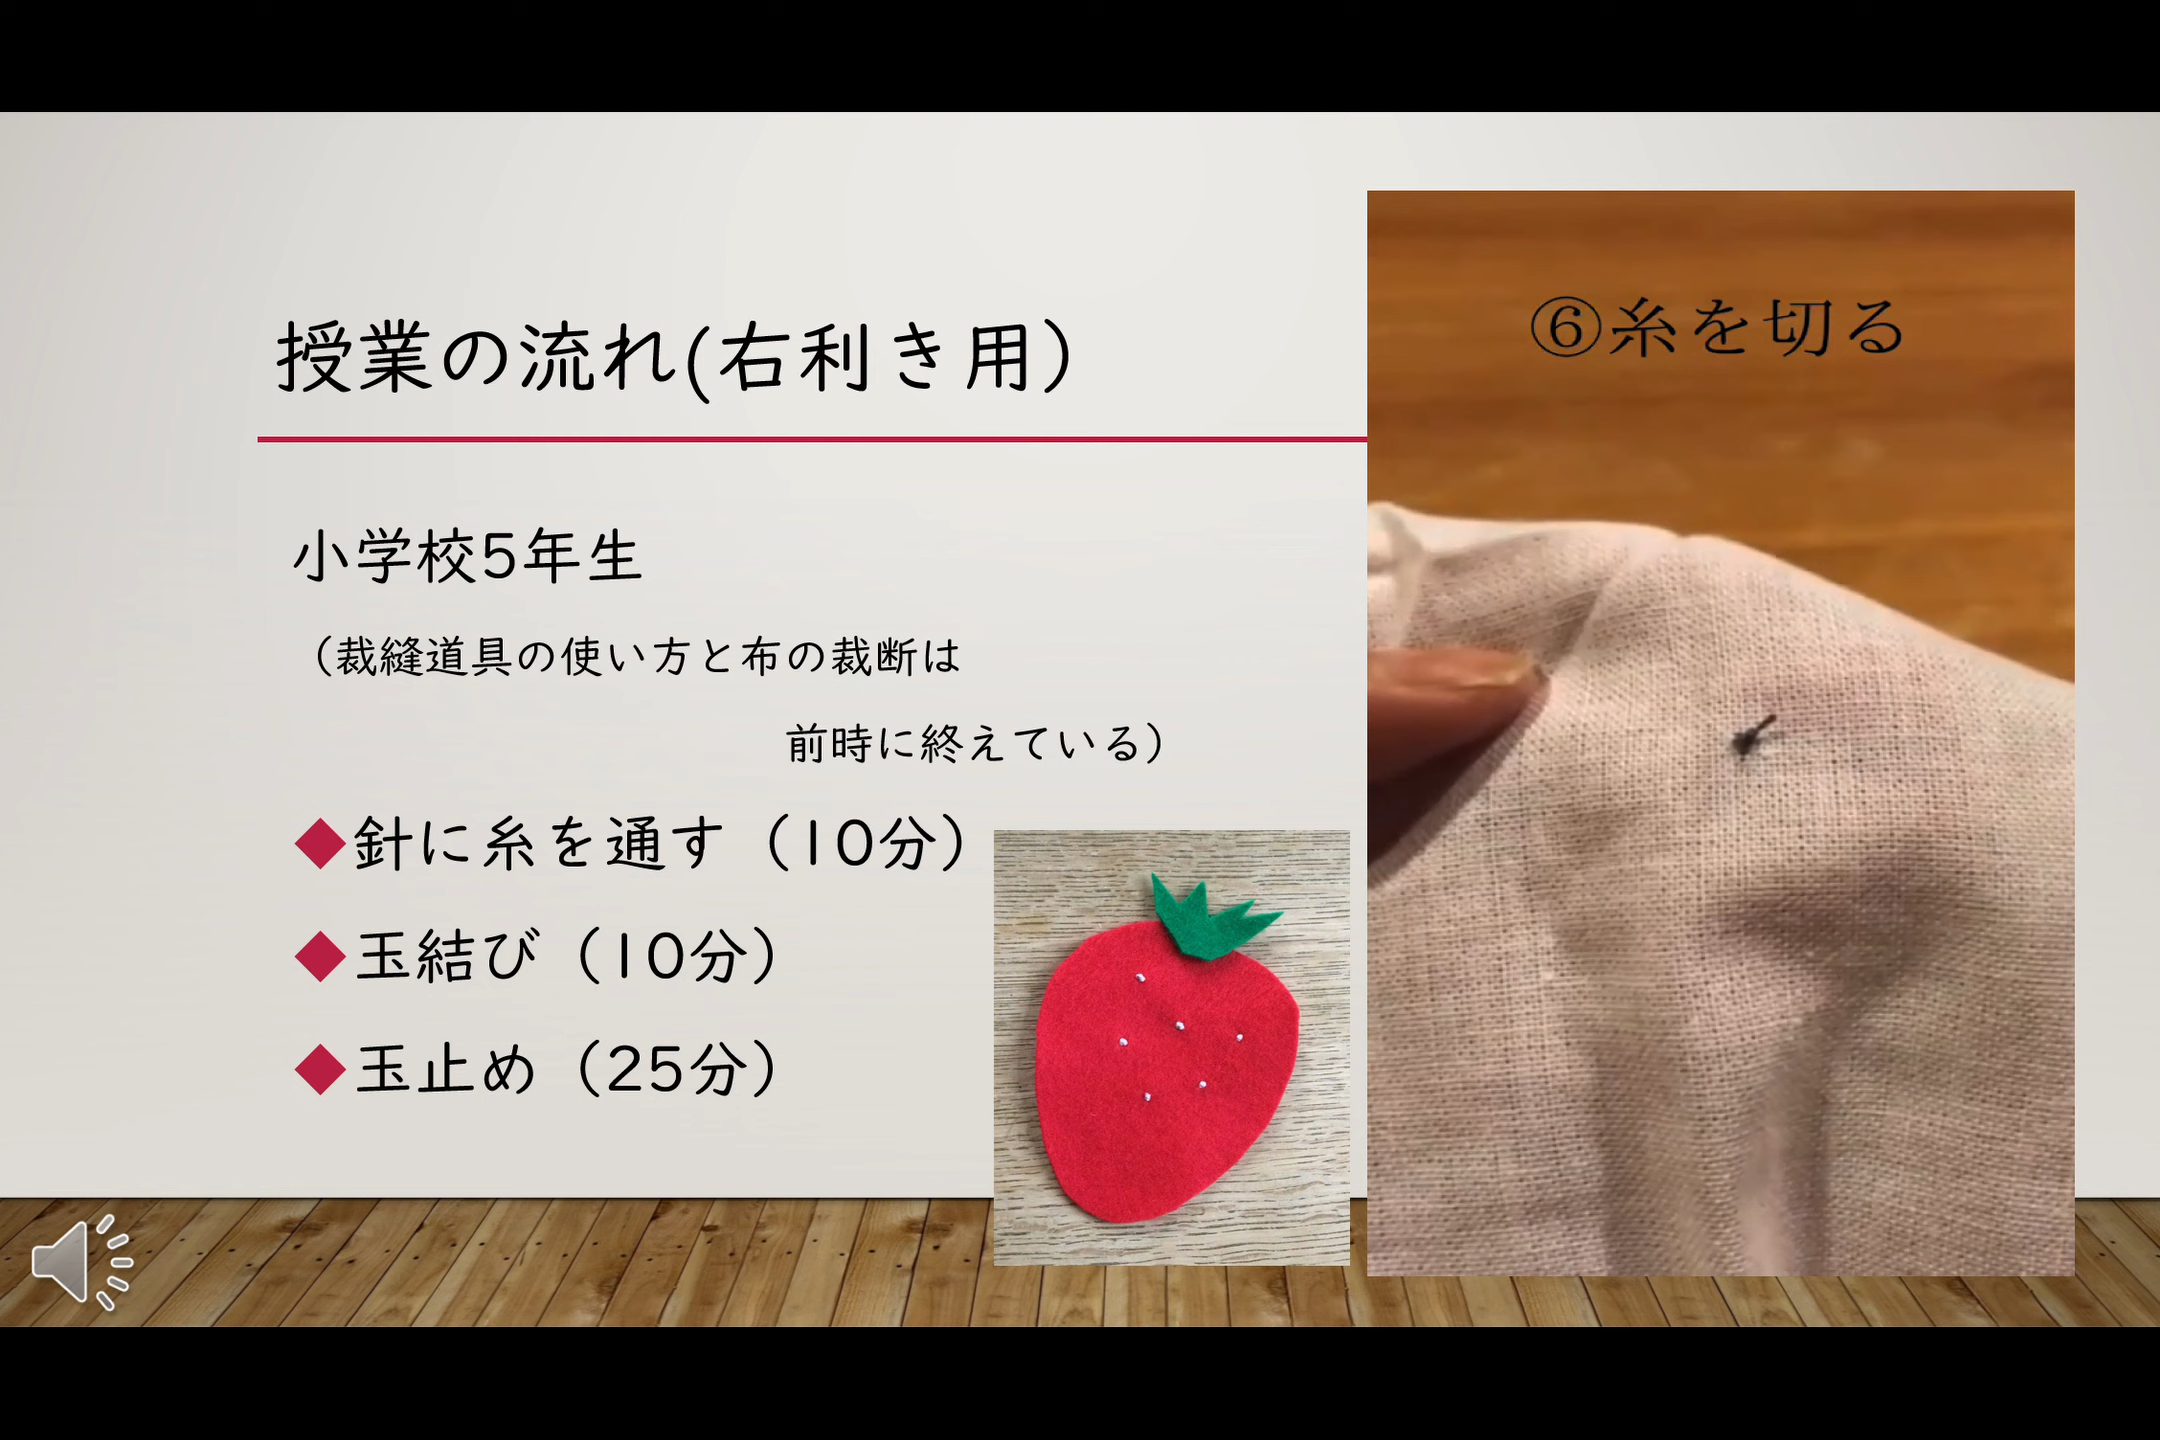 授業の流れ(右利き用)
小学校5年生
（裁縫道具の使い方と布の裁断は
前時に終えている）
◆針に糸を通す（10分）
◆玉結び（10分）
◆玉止め（25分）
⑥糸を切る